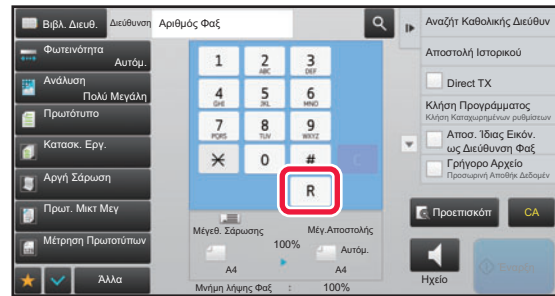 Βιβλ. Διευθ.
Διεύθυνση
Αριθμός Φαξ
Αναζήτ Καθολικής Διεύθυν
Φωτεινότητα
Αυτόμ.
Αποστολή Ιστορικού
Ανάλυση
Πολύ Μεγάλη
Direct TX
Πρωτότυπο
Κλήση Προγράμματος
Κλήση Καταχωρημένων ρυθμίσεων
Κατασκ. Εργ.
Αποσ. Ίδιας Εικόν.
ως Διεύθυνση Φαξ
Αργή Σάρωση
Γρήγορο Αρχείο
Προσωρινή Αποθήκ Δεδομέν
Πρωτ. Μικτ Μεγ
Μέτρηση Πρωτοτύπων
Άλλα
1
2
ABC
3
DEF
4
GHI
5
JKL
6
MNO
7
PQRS
8
TUV
9
WXYZ
0
#
C
R
Μέγεθ. Σάρωσης
Μέγ.Αποστολής
100%
Αυτόμ.
A4
A4
Μνήμη λήψης Φαξ : 100%
Προεπισκόπ
CA
Ηχείο